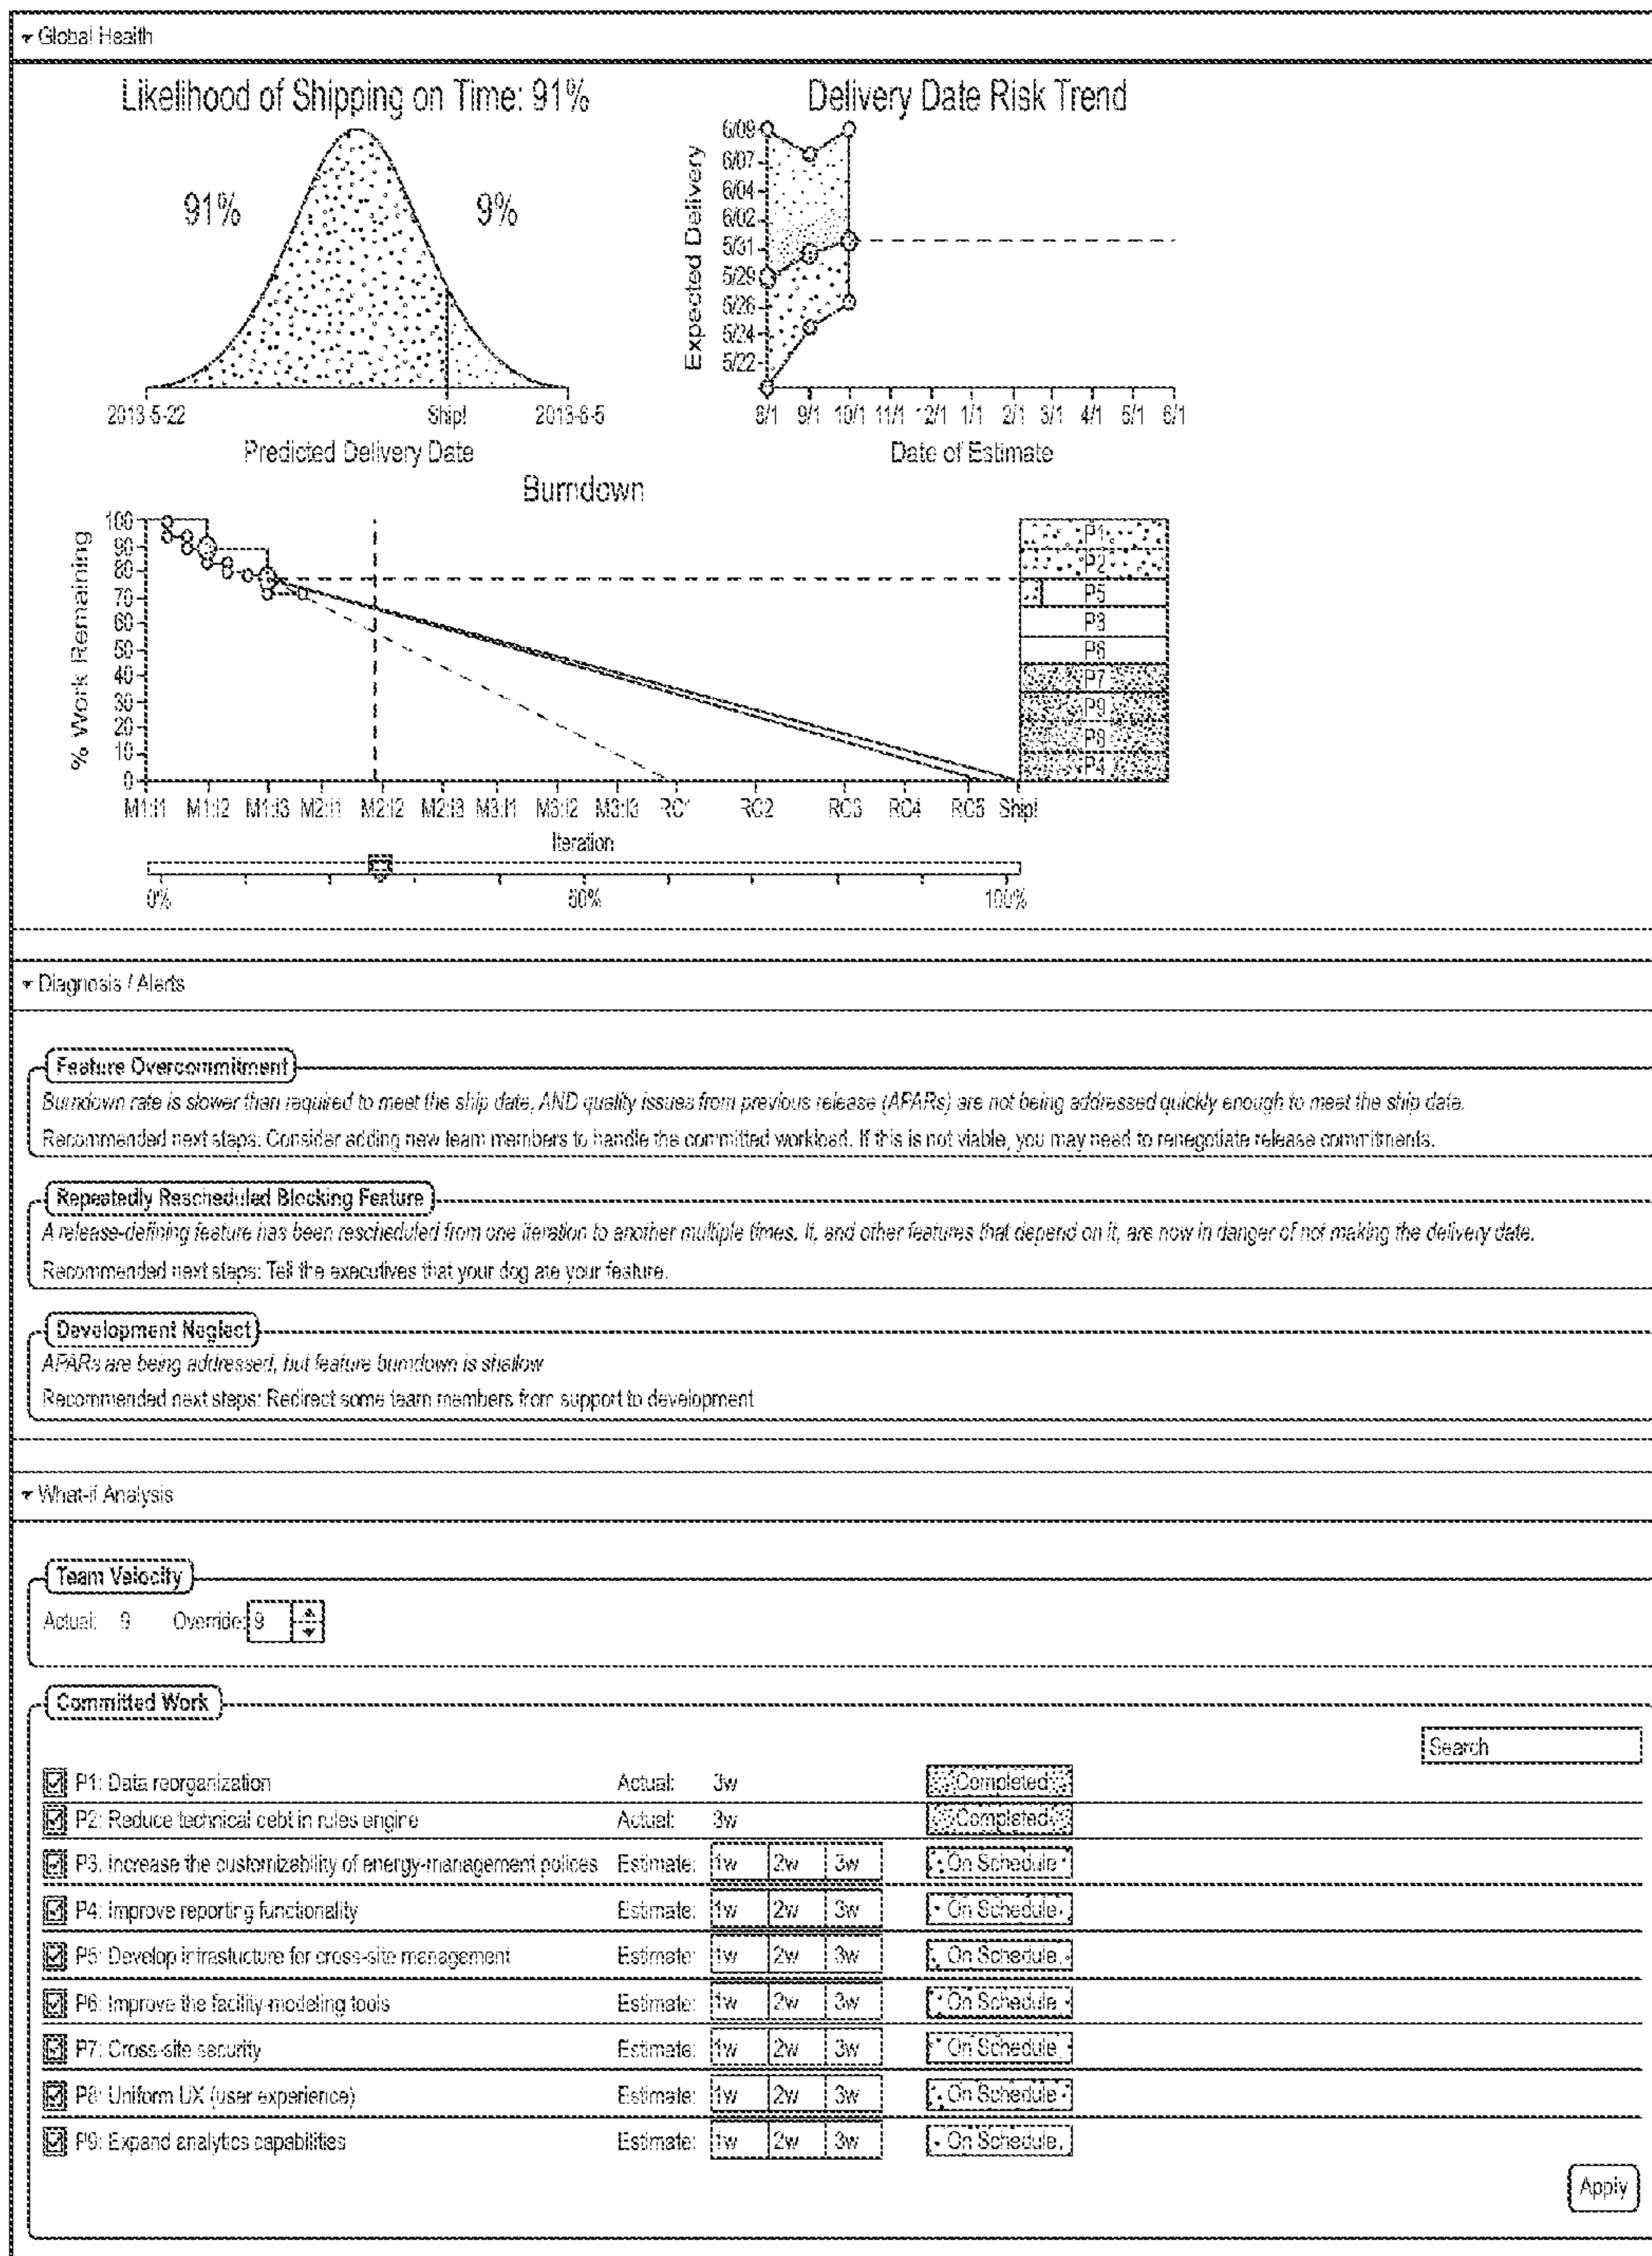 Global Health
Likelihood of Shipping on Time: 91%
91%
9%
2013-5-22
Ship!
2013-6-5
Predicted Delivery Date
Delivery Date Risk Trend
Expected Delivery
6/09
6/07
6/04
6/02
5/31
5/29
5/26
5/24
5/22
8/1 9/1 10/1 11/1 12/1 1/1 2/1 3/1 4/1 5/1 6/1
Date of Estimate
Burndown
% Work Remaining
100
90
80
70
60
50
40
30
20
10
0
P1
P2
P5
P3
P6
P7
P9
P8
P4
M1:I1 M1:I2 M1:I3 M2:I1 M2:I2 M2:I3 M3:I1 M3:I2 M3:I3 RC1 RC2 RC3 RC4 RC5 Ship!
Iteration
0% 50% 100%
Diagnosis / Alerts
Feature Overcommitment
Burndown rate is slower than required to meet the ship date, AND quality issues from previous release (APARs) are not being addressed quickly enough to meet the ship date.
Recommended next steps: Consider adding new team members to handle the committed workload. If this is not viable, you may need to renegotiate release commitments.
Repeatedly Rescheduled Blocking Feature
A release-defining feature has been rescheduled from one iteration to another multiple times. It, and other features that depend on it, are now in danger of not making the delivery date.
Recommended next steps: Tell the executives that your dog ate your feature.
Development Neglect
APARs are being addressed, but feature burndown is shallow
Recommended next steps: Redirect some team members from support to development
What-if Analysis
Team Velocity
Actual: 9 Override: 9
Committed Work
Search
P1: Data reorganization Actual: 3w Completed
P2: Reduce technical debt in rules engine Actual: 3w Completed
P3: Increase the customizability of energy-management polices Estimate: 1w 2w 3w On Schedule
P4: Improve reporting functionality Estimate: 1w 2w 3w On Schedule
P5: Develop infrastucture for cross-site management Estimate: 1w 2w 3w On Schedule
P6: Improve the facility-modeling tools Estimate: 1w 2w 3w On Schedule
P7: Cross-site security Estimate: 1w 2w 3w On Schedule
P8: Uniform UX (user experience) Estimate: 1w 2w 3w On Schedule
P9: Expand analytics capabilities Estimate: 1w 2w 3w On Schedule
Apply